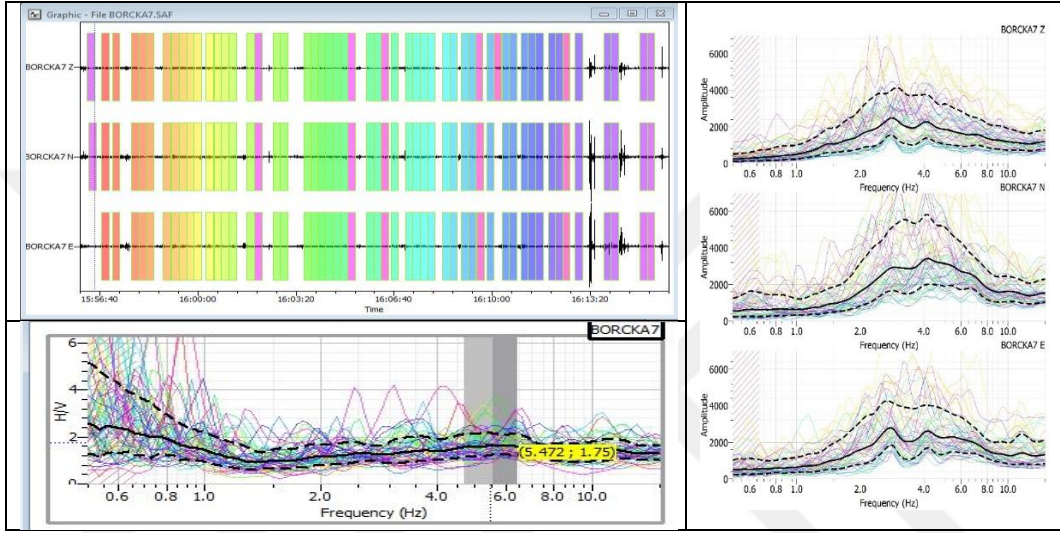 Graphic - File BORCKA7.SAF
BORCKA7 Z
BORCKA7 N
BORCKA7 E
15:56:40 16:00:00 16:03:20 16:06:40 16:10:00 16:13:20
Time
BORCKA7
H/V
6
4
2
0
(5.472 ; 1.75)
0.6 0.8 1.0 2.0 4.0 6.0 8.0 10.0
Frequency (Hz)
BORCKA7 Z
Amplitude
6000
4000
2000
0
0.6 0.8 1.0 2.0 4.0 6.0 8.0 10.0
Frequency (Hz)
BORCKA7 N
Amplitude
6000
4000
2000
0
0.6 0.8 1.0 2.0 4.0 6.0 8.0 10.0
Frequency (Hz)
BORCKA7 E
Amplitude
6000
4000
2000
0
0.6 0.8 1.0 2.0 4.0 6.0 8.0 10.0
Frequency (Hz)